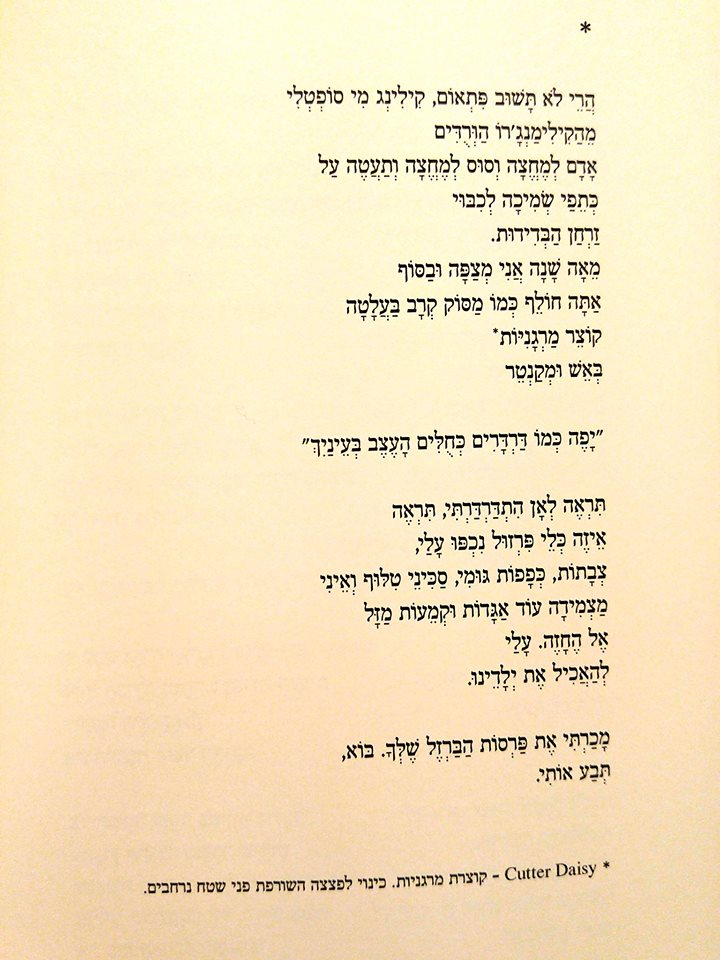 *
הֲרֵי לֹא תָּשׁוּב פִּתְאוֹם, קִילִינְג מִי סוֹפְטְלִי
מֵהַקִילִימַנְגָ'רוֹ הַוְּרֻדִּים
אָדָם לְמֶחֱצָה וְסוּס לְמֶחֱצָה וְתַעֲטֶה עַל
כְּתֵפַי שְׂמִיכָה לְכִבּוּי
זַרְחַן הַבְּדִידוּת.
מֵאָה שָׁנָה אֲנִי מְצַפָּה וּבַסּוֹף
אַתָּה חוֹלֵף כְּמוֹ מַסּוֹק קְרָב בַּעֲלָטָה
קוֹצֵר מַרְגָנִיּוֹת*
בְּאֵשׁ וּמְקַנְטֵר
"יָפֶה כְּמוֹ דַּרְדָּרִים כְּחֻלִּים הָעֶצֶב בְּעֵינַיִךְ"
תִּרְאֶה לְאָן הִתְדַּרְדַּרְתִּי, תִּרְאֶה
אֵיזֶה כְּלֵי פִּרְזוּל נִכְפּוּ עָלַי,
צְבָתוֹת, כְּפָפוֹת גּוּמִי, סַכִּינֵי טִלּוּף וְאֵינִי
מַצְמִידָה עוֹד אַגָּדוֹת וּקְמֵעוֹת מַזָּל
אֶל הֶחָזֶה. עָלַי
לְהַאֲכִיל אֶת יְלָדֵינוּ.
מָכַרְתִּי אֶת פַּרְסוֹת הַבַּרְזֶל שֶׁלְּךָ. בּוֹא,
תְּבַע אוֹתִי.
* Cutter Daisy – קוצרת מרגניות. כינוי לפצצה השורפת פני שטח נרחבים.